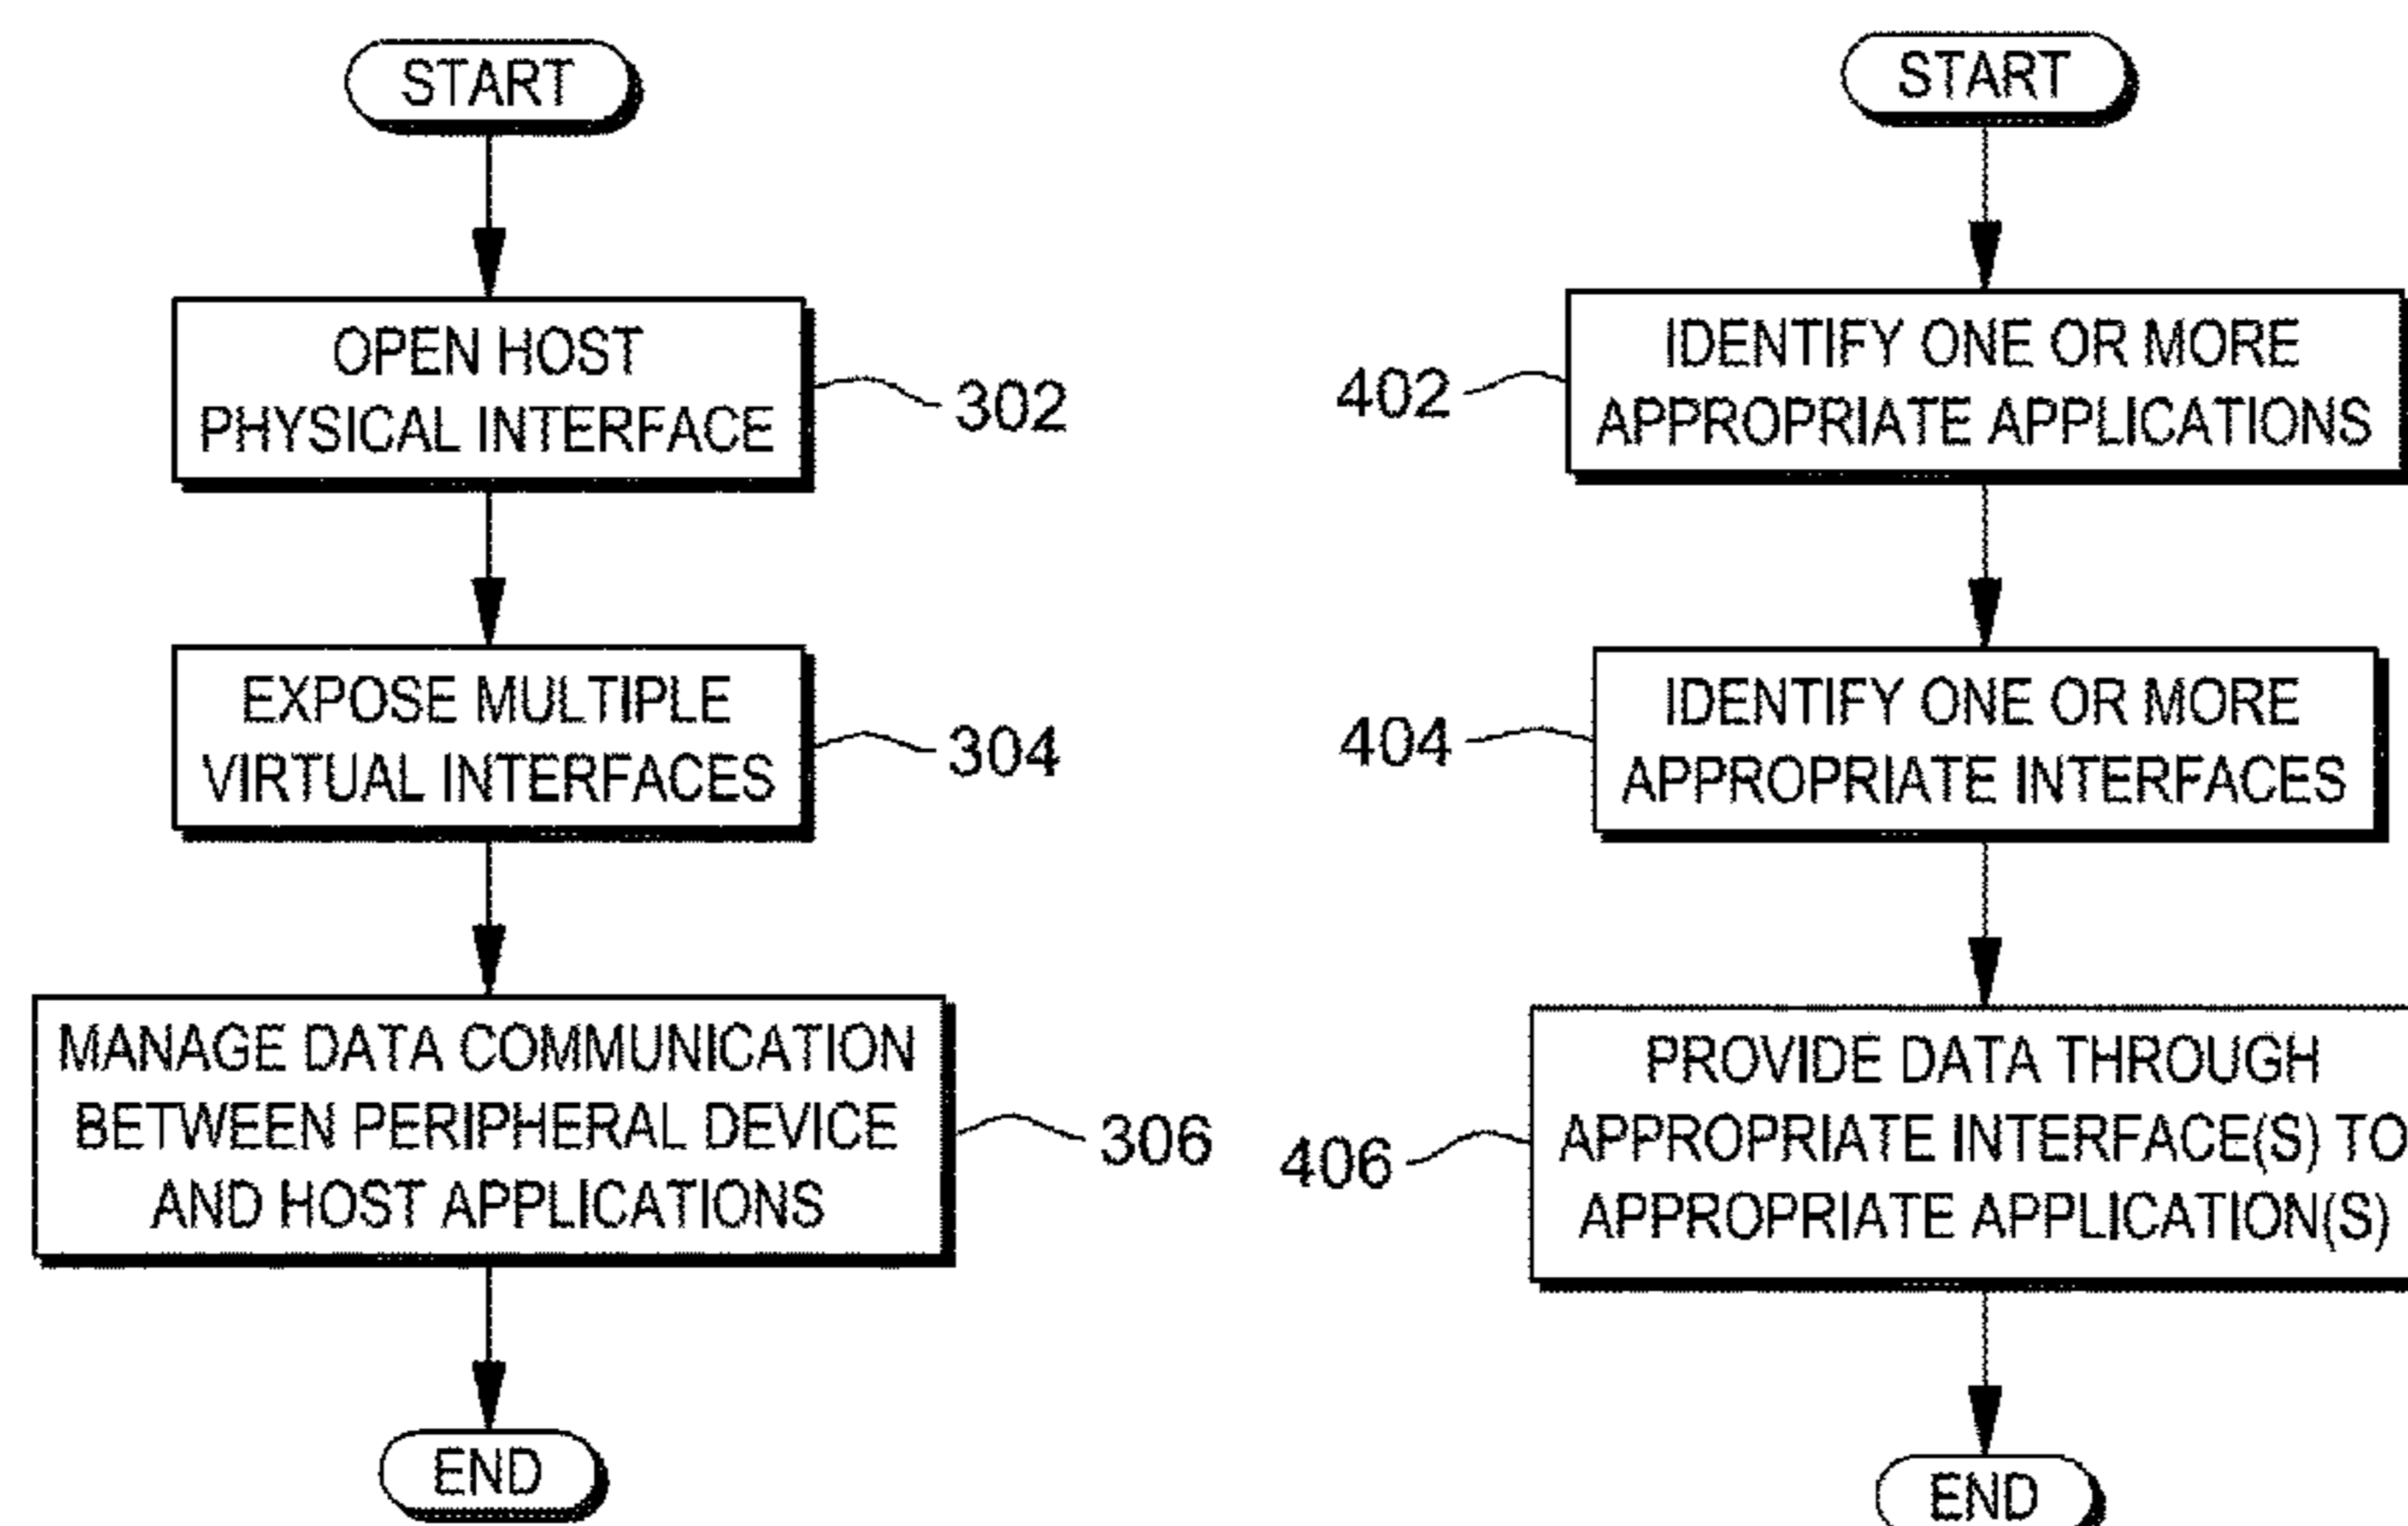 START
OPEN HOST
PHYSICAL INTERFACE
302
EXPOSE MULTIPLE
VIRTUAL INTERFACES
304
MANAGE DATA COMMUNICATION
BETWEEN PERIPHERAL DEVICE
AND HOST APPLICATIONS
306
END
START
IDENTIFY ONE OR MORE
APPROPRIATE APPLICATIONS
402
IDENTIFY ONE OR MORE
APPROPRIATE INTERFACES
404
PROVIDE DATA THROUGH
APPROPRIATE INTERFACE(S) TO
APPROPRIATE APPLICATION(S)
406
END